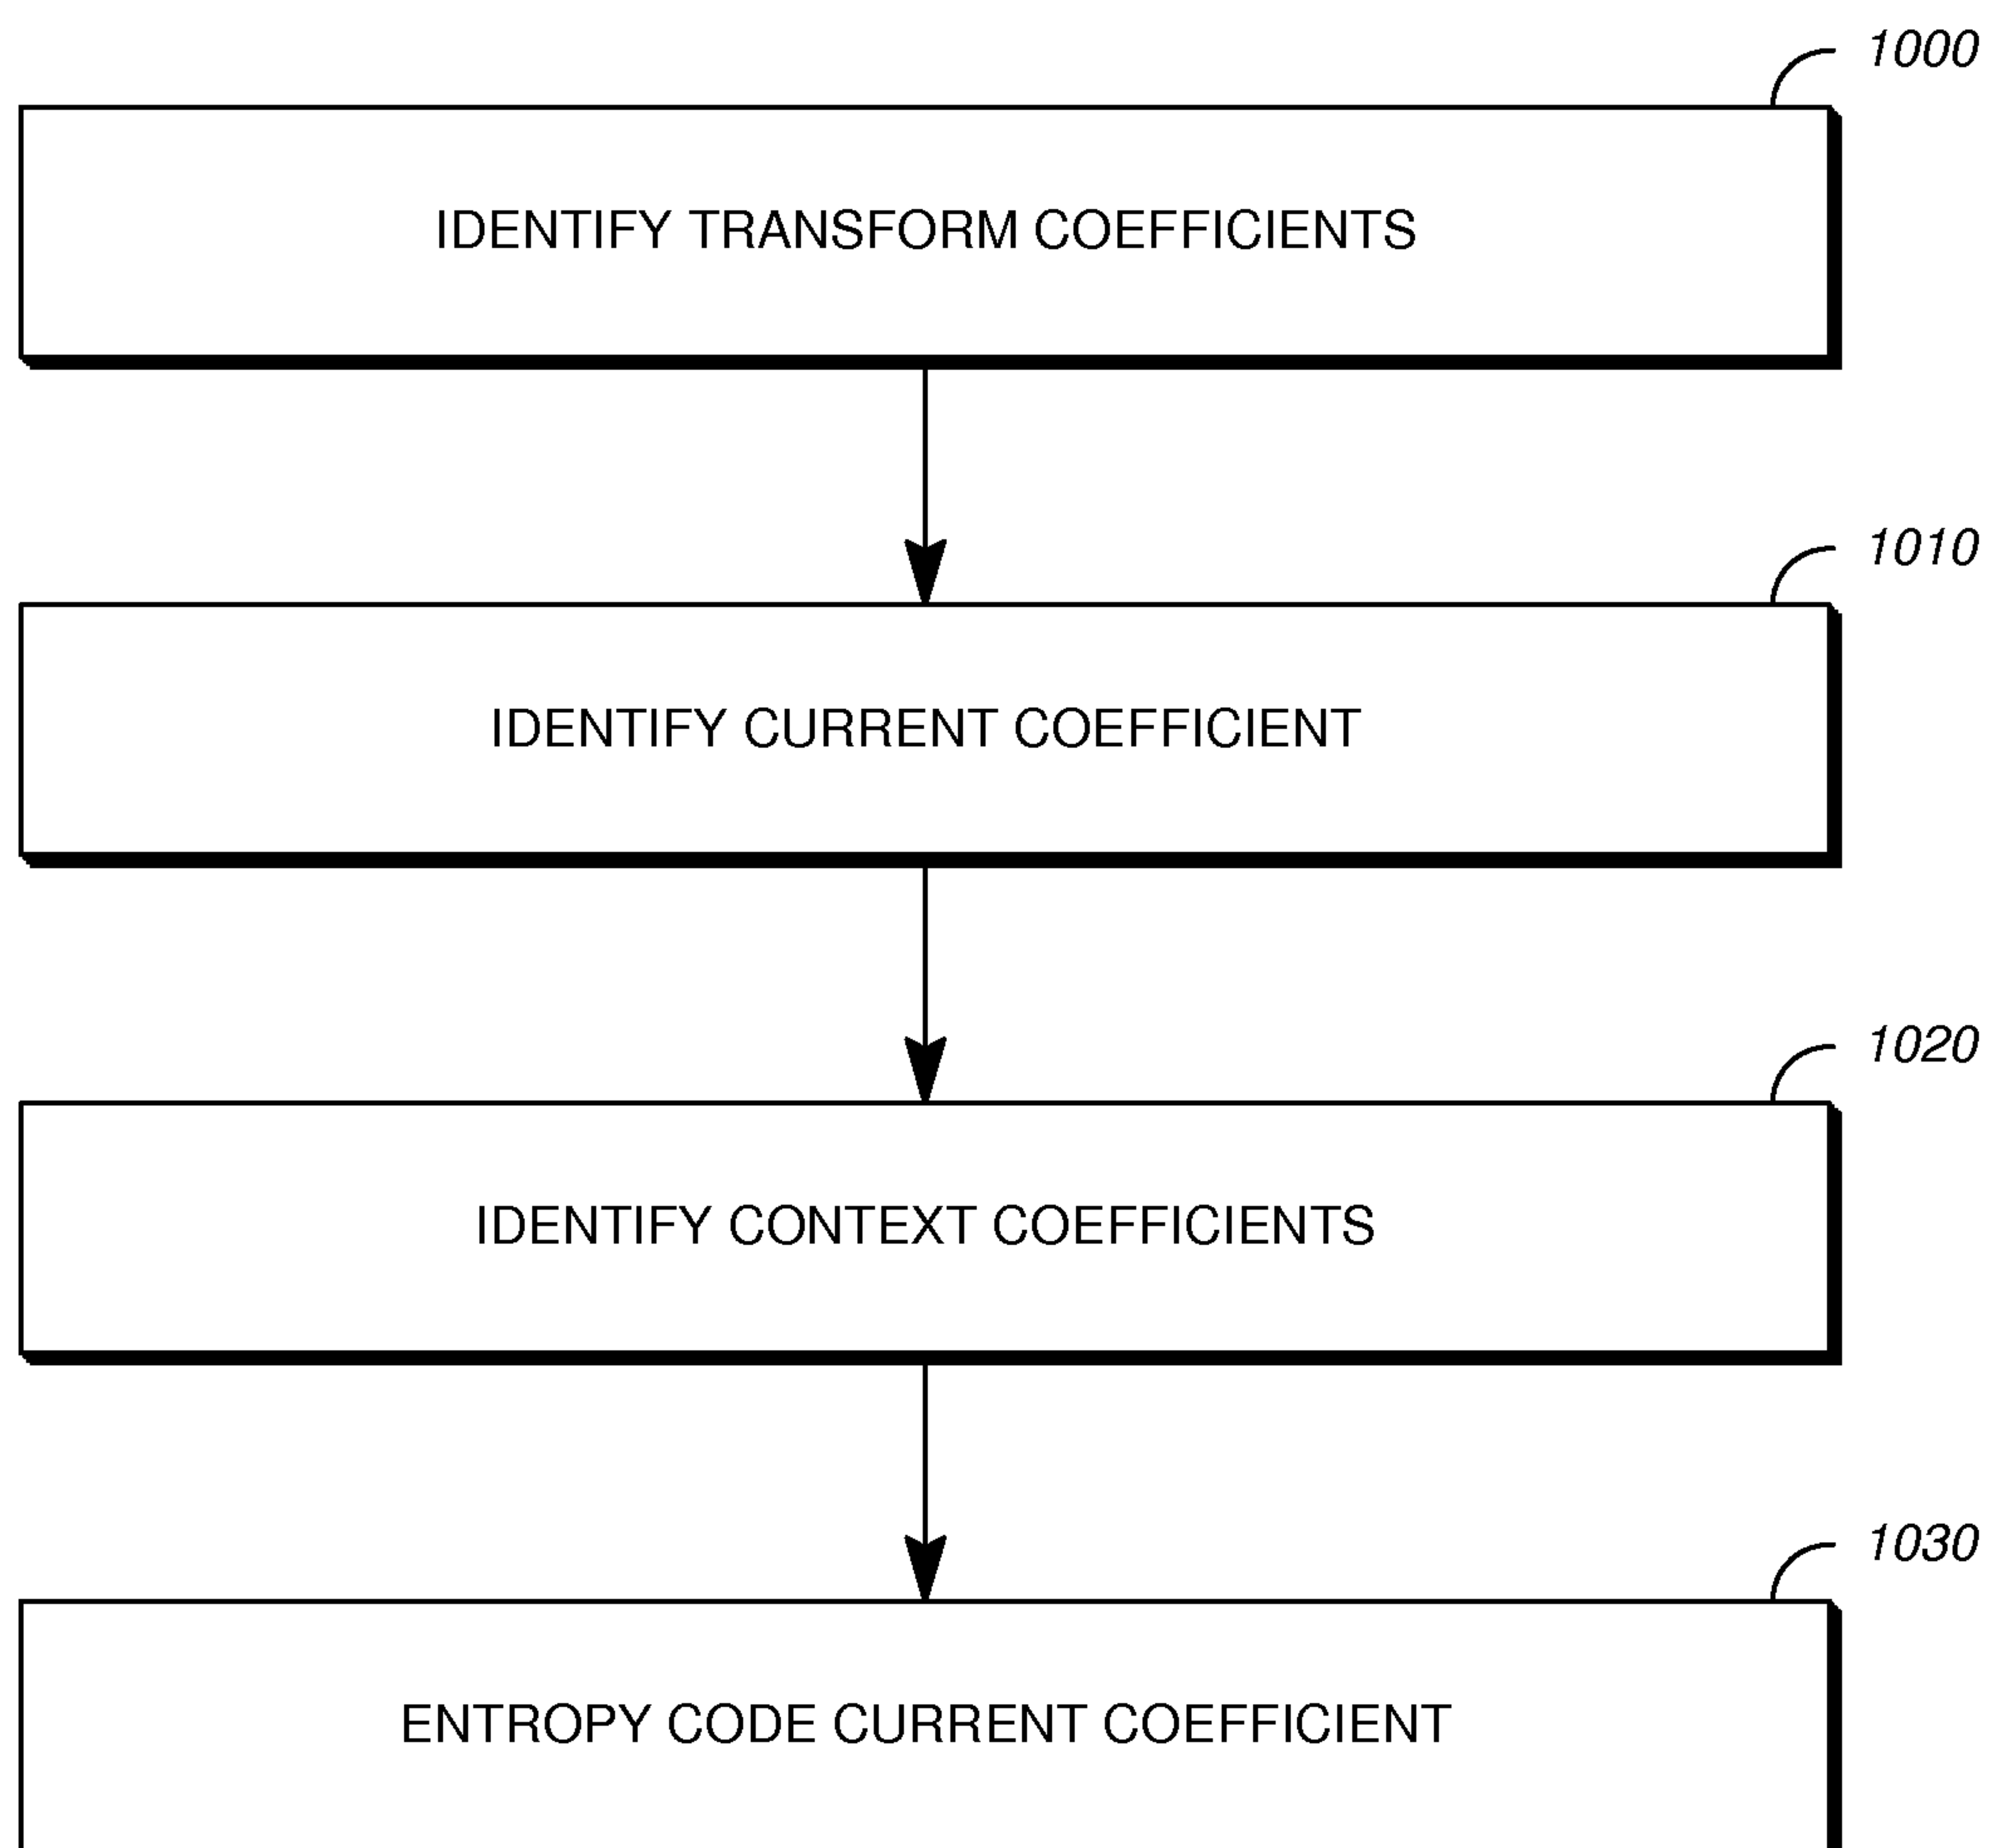 1000
IDENTIFY TRANSFORM COEFFICIENTS
1010
IDENTIFY CURRENT COEFFICIENT
1020
IDENTIFY CONTEXT COEFFICIENTS
1030
ENTROPY CODE CURRENT COEFFICIENT